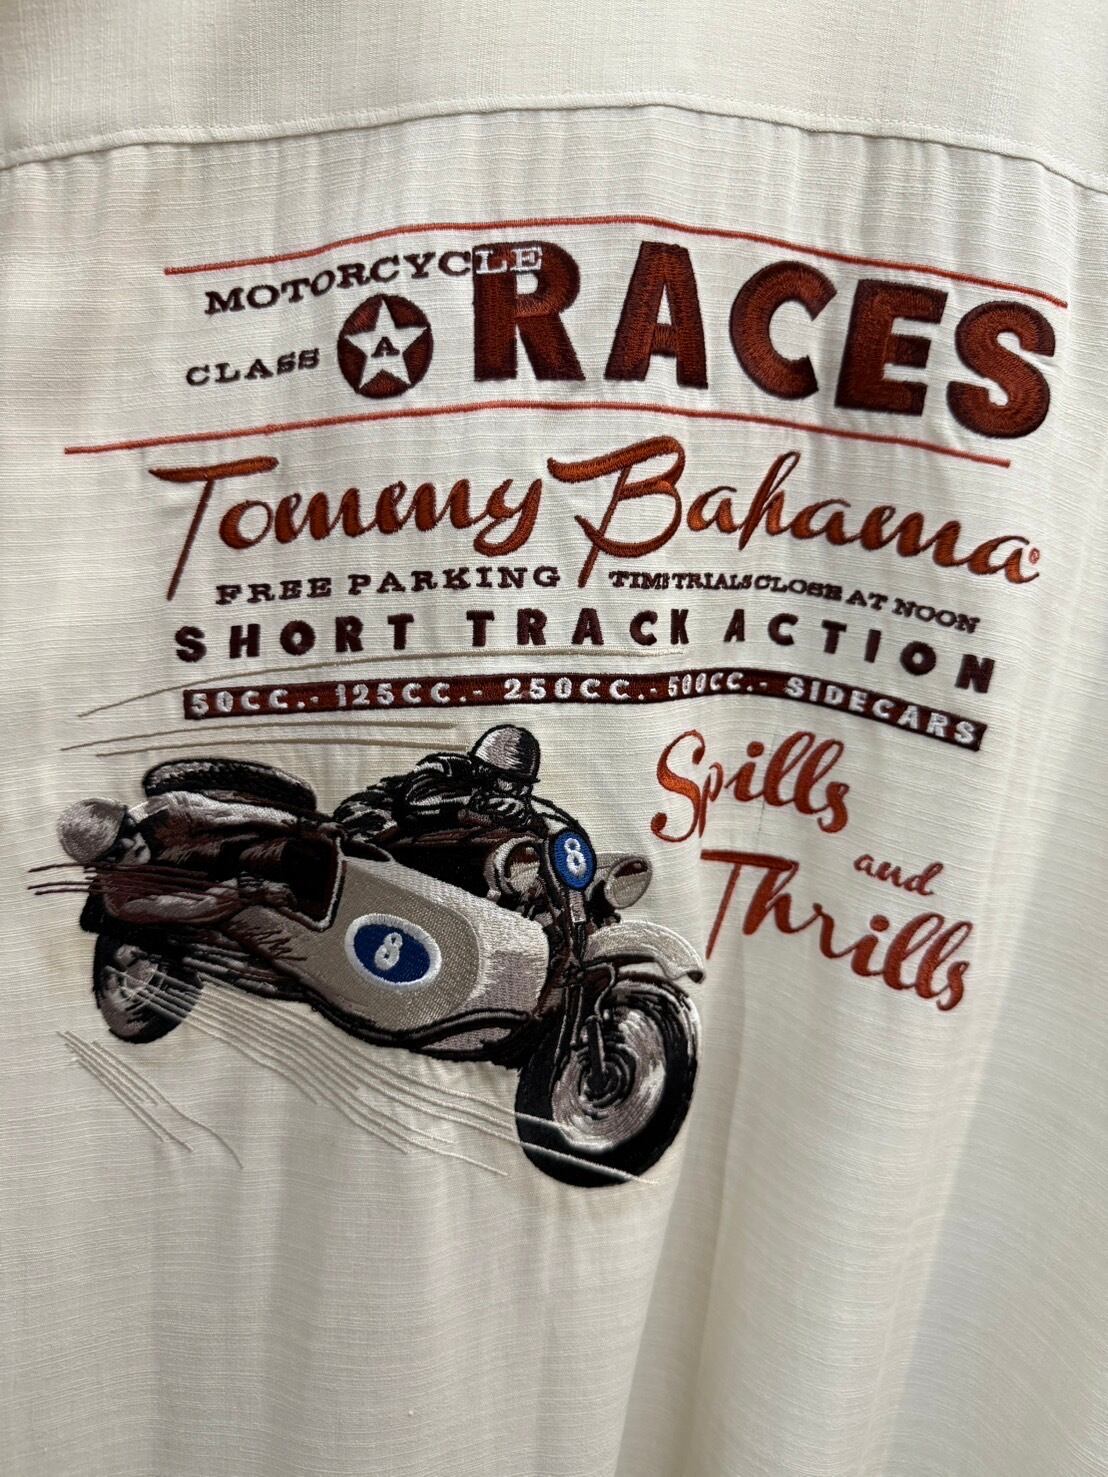 MOTORCYCLE
CLASS A RACES
Tommy Bahama®
FREE PARKING TIME TRIALS CLOSE AT NOON
SHORT TRACK ACTION
50CC.- 125CC.- 250CC.- 500CC.- SIDECARS
Spills
and
Thrills
8
8